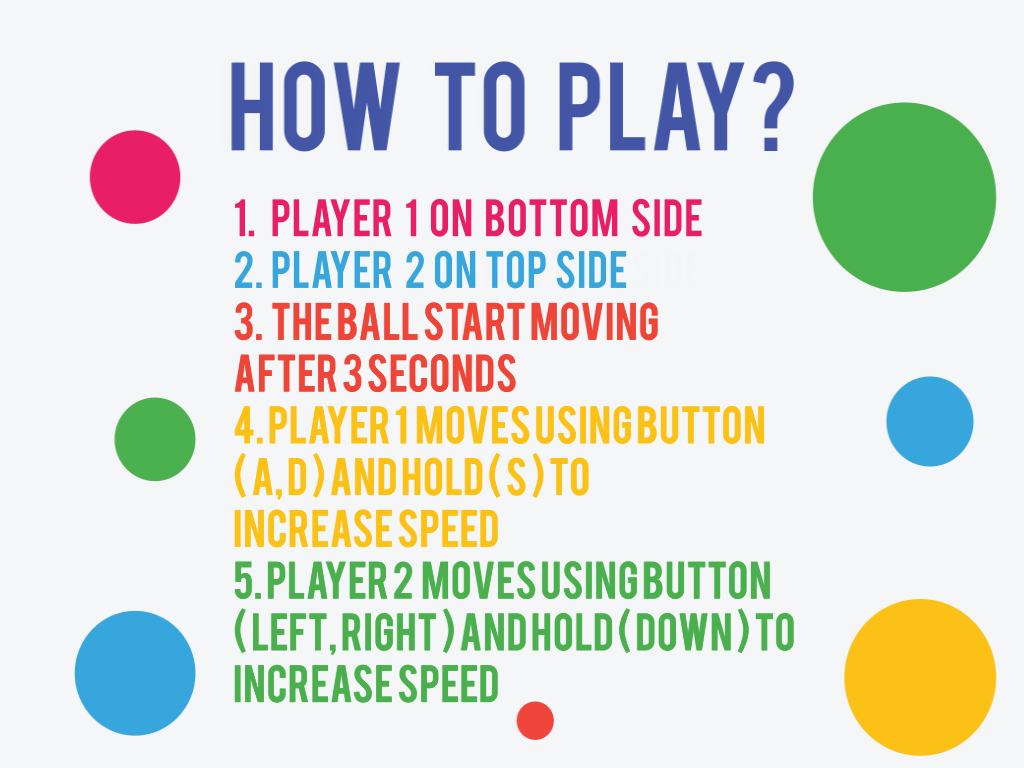 HOW TO PLAY?
1. PLAYER 1 ON BOTTOM SIDE
2. PLAYER 2 ON TOP SIDE
3. THE BALL START MOVING
AFTER 3 SECONDS
4. PLAYER 1 MOVES USING BUTTON
( A, D ) AND HOLD ( S ) TO
INCREASE SPEED
5. PLAYER 2 MOVES USING BUTTON
( LEFT, RIGHT ) AND HOLD ( DOWN ) TO
INCREASE SPEED